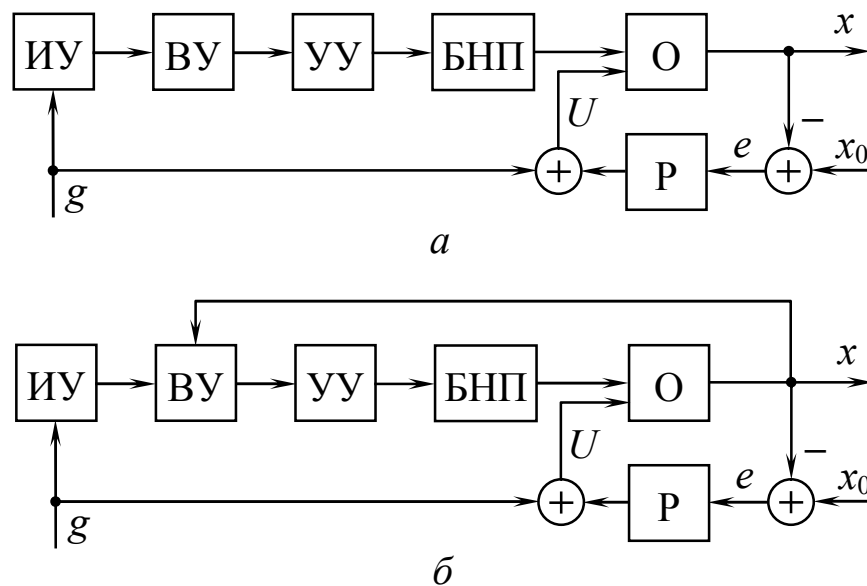 ИУ ВУ УУ БНП О x
U − x₀
g + Р e +
а
ИУ ВУ УУ БНП О x
U − x₀
g + Р e +
б